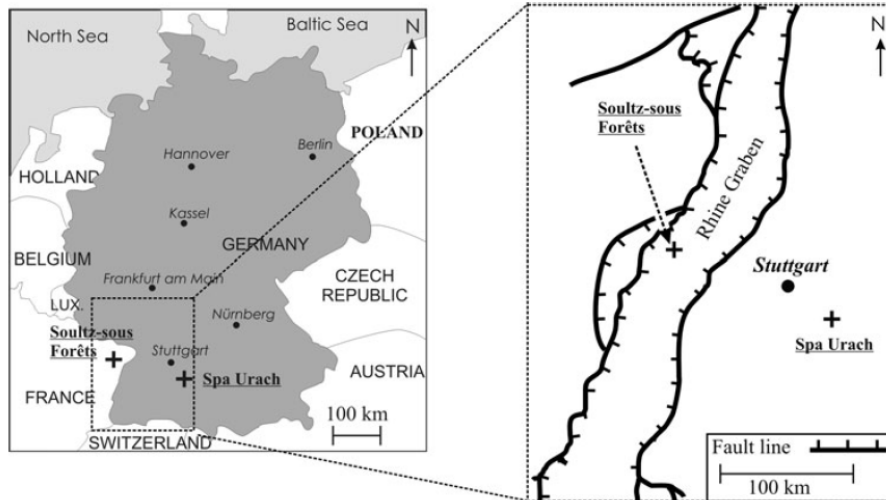 North Sea
Baltic Sea
N
POLAND
Hannover
Berlin
HOLLAND
Kassel
BELGIUM
GERMANY
Frankfurt am Main
CZECH
REPUBLIC
LUX.
Nürnberg
Soultz-sous
Forêts
Stuttgart
Spa Urach
AUSTRIA
FRANCE
100 km
SWITZERLAND
N
Soultz-sous
Forêts
Rhine Graben
Stuttgart
Spa Urach
Fault line
100 km